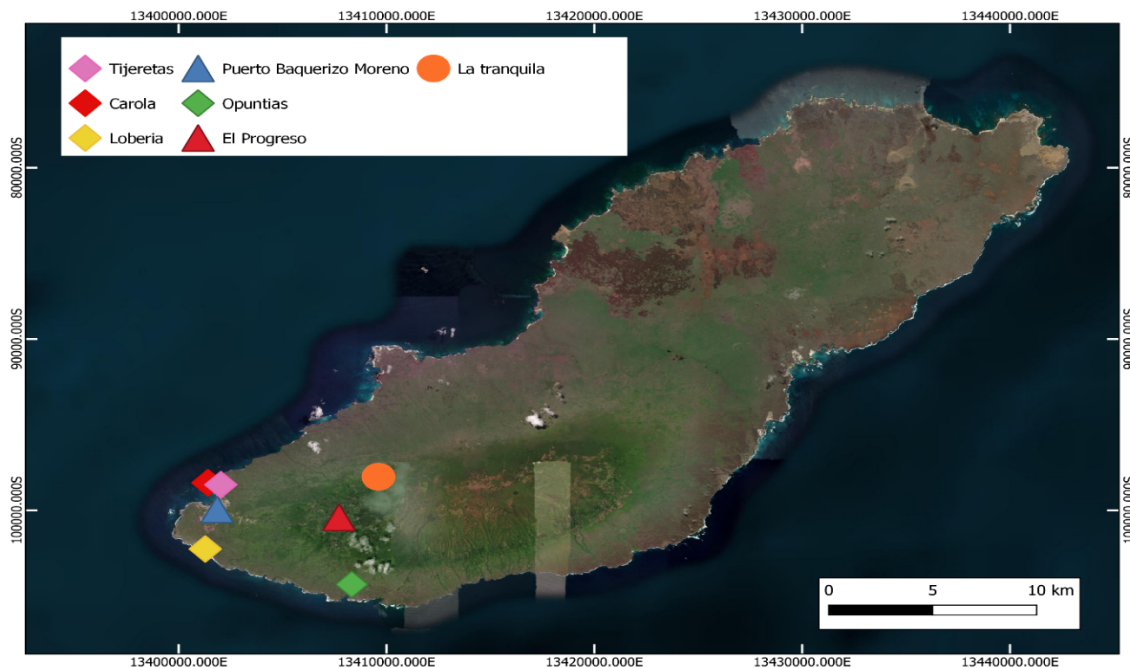 13400000.000E 13410000.000E 13420000.000E 13430000.000E 13440000.000E
Tijeretas Puerto Baquerizo Moreno La tranquila
Carola Opuntias
Loberia El Progreso
80000.000S 80000.000S
90000.000S 90000.000S
100000.000S 100000.000S
0 5 10 km
13400000.000E 13410000.000E 13420000.000E 13430000.000E 13440000.000E